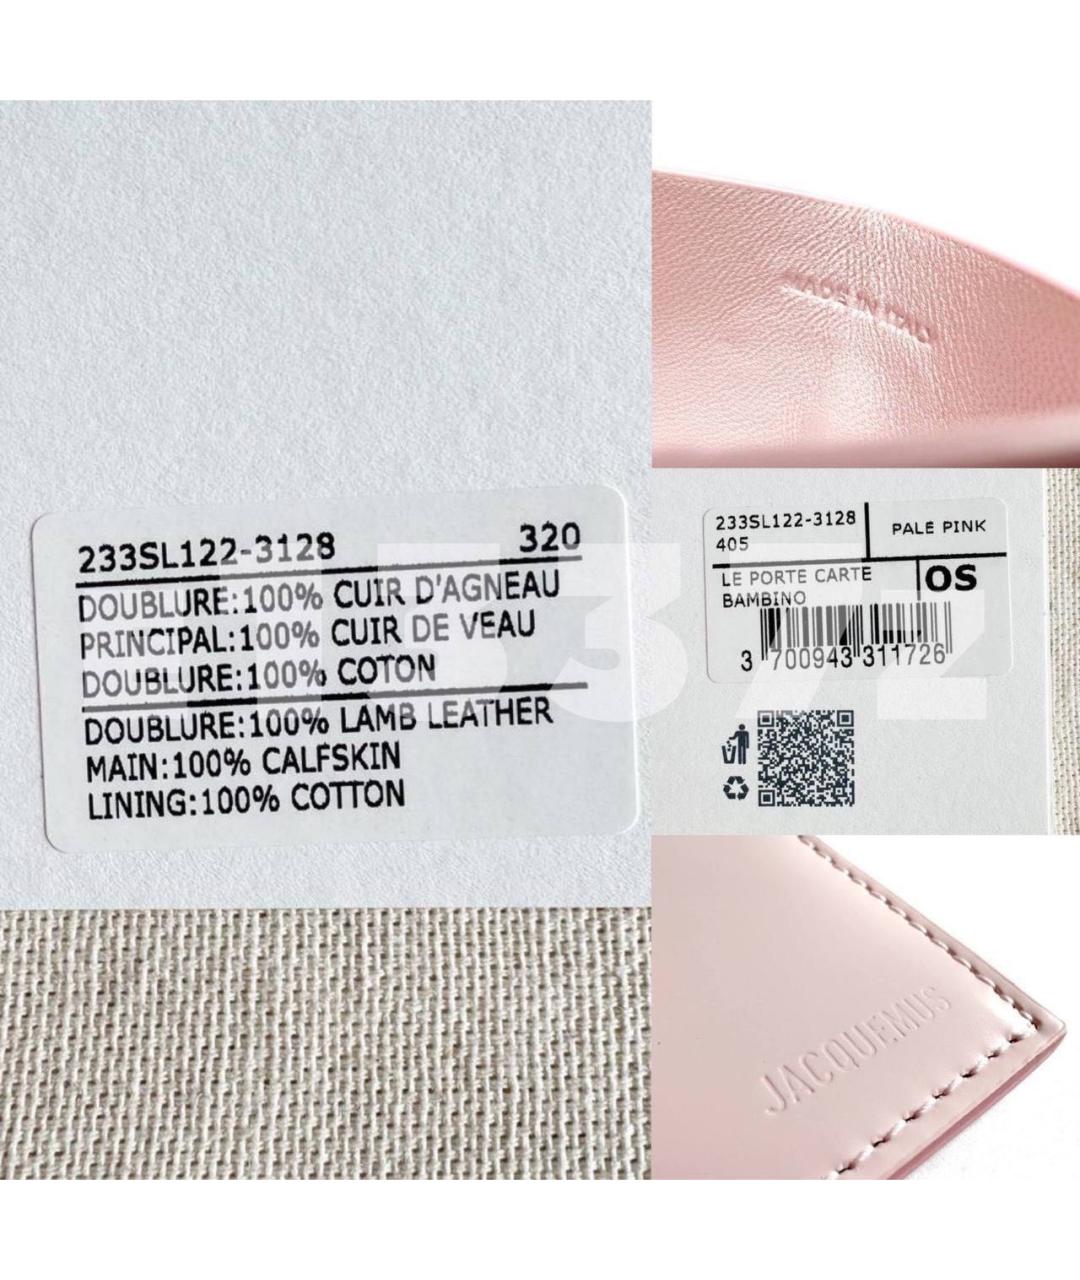 233SL122-3128 320
DOUBLURE:100% CUIR D'AGNEAU
PRINCIPAL:100% CUIR DE VEAU
DOUBLURE:100% COTON
DOUBLURE:100% LAMB LEATHER
MAIN:100% CALFSKIN
LINING:100% COTTON
MADE IN
233SL122-3128
405
PALE PINK
LE PORTE CARTE
BAMBINO
OS
3 700943 311726
JACQUEMUS